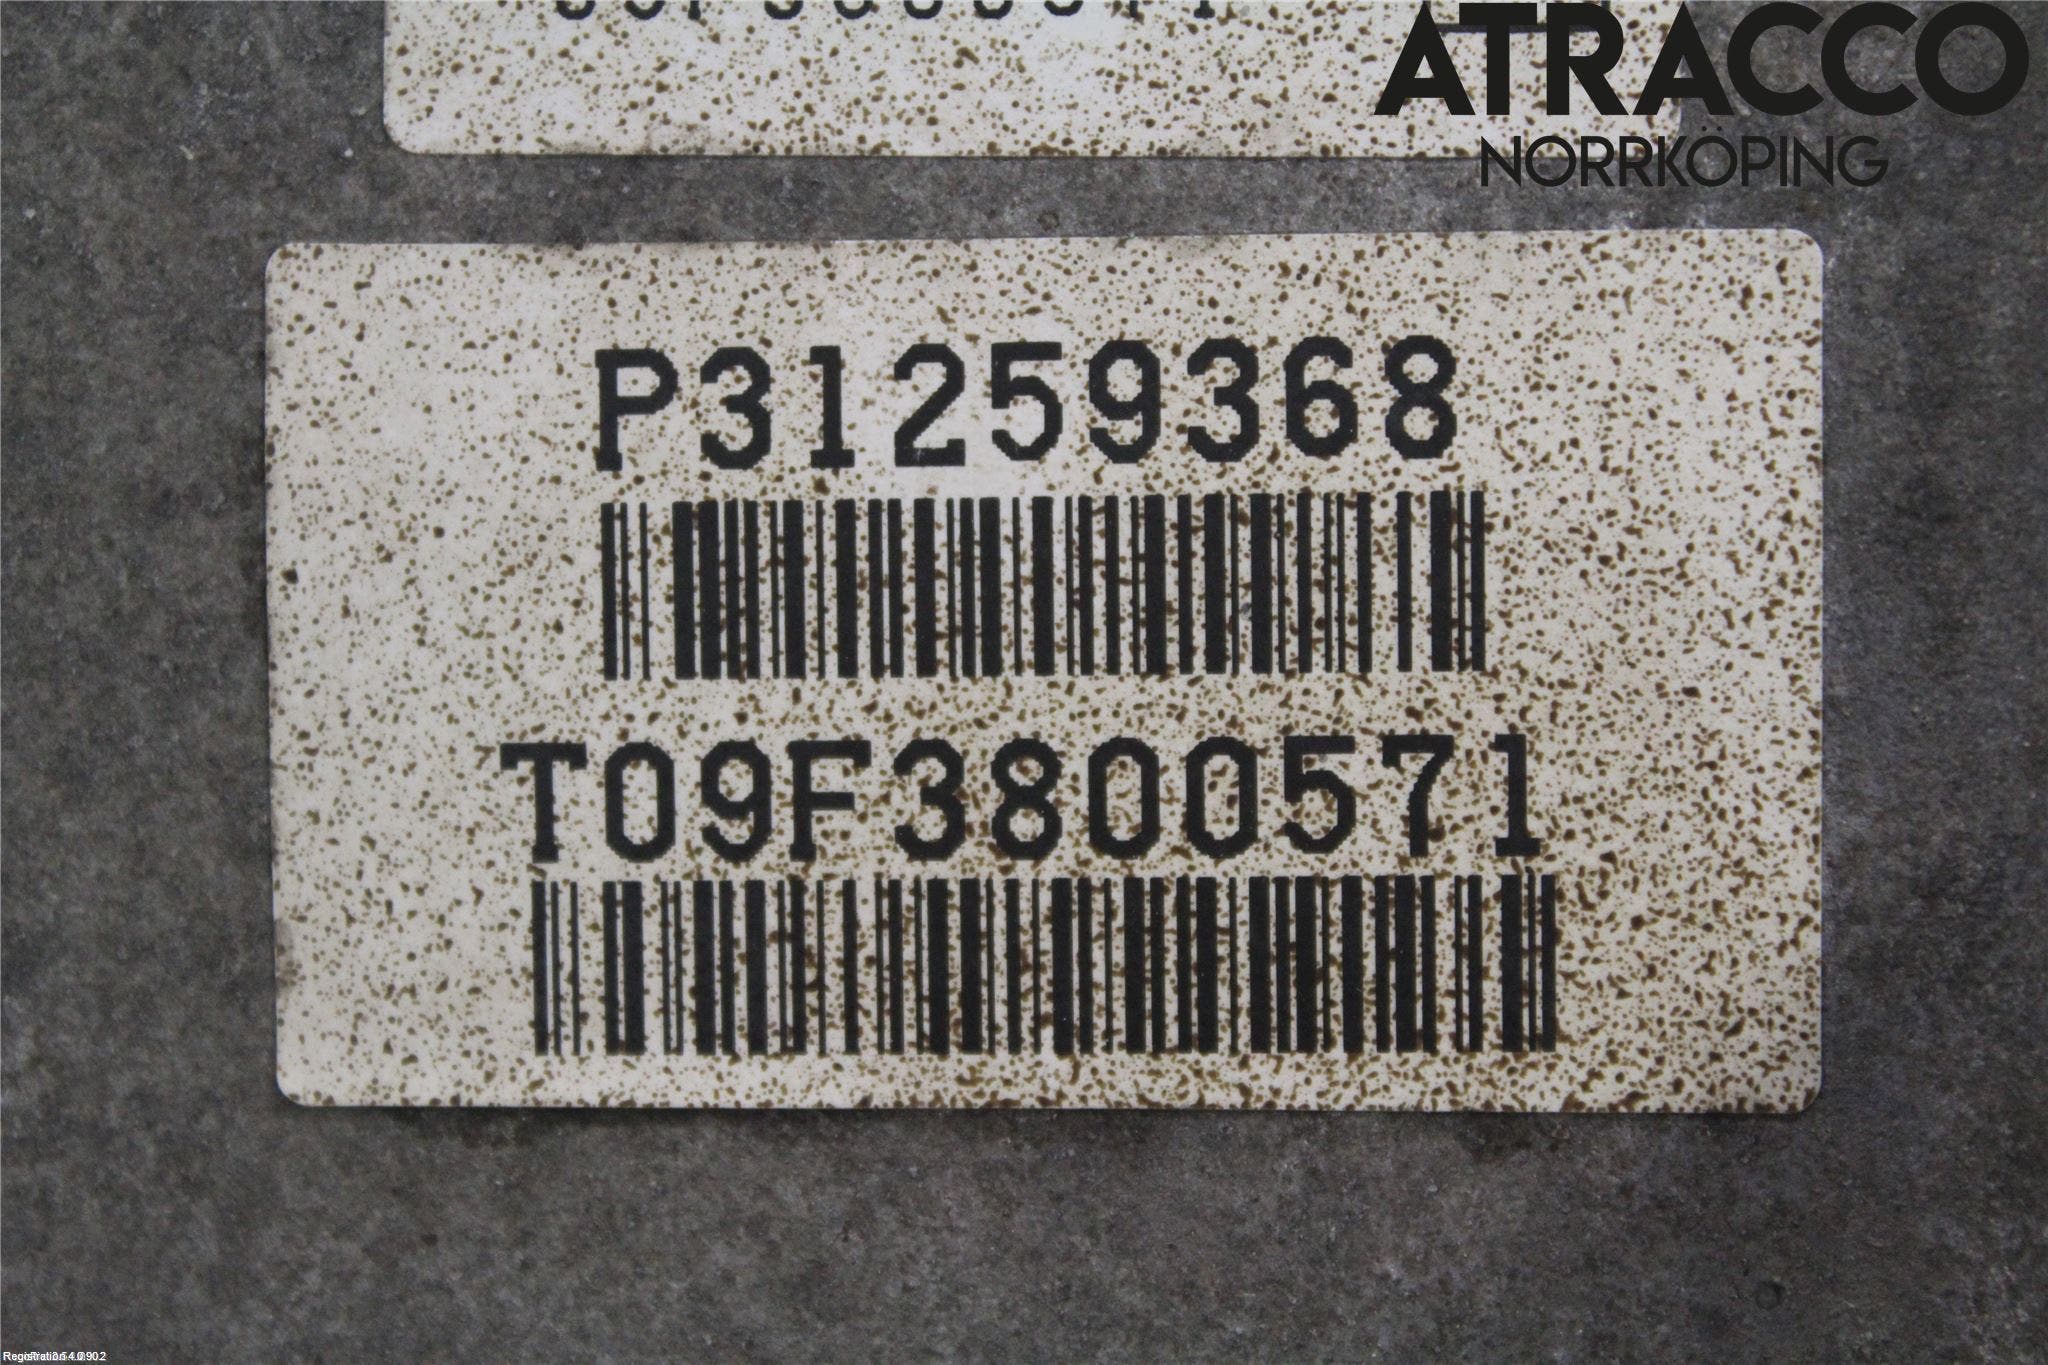 ATRACCO
NORRKÖPING
P31259368
T09F3800571